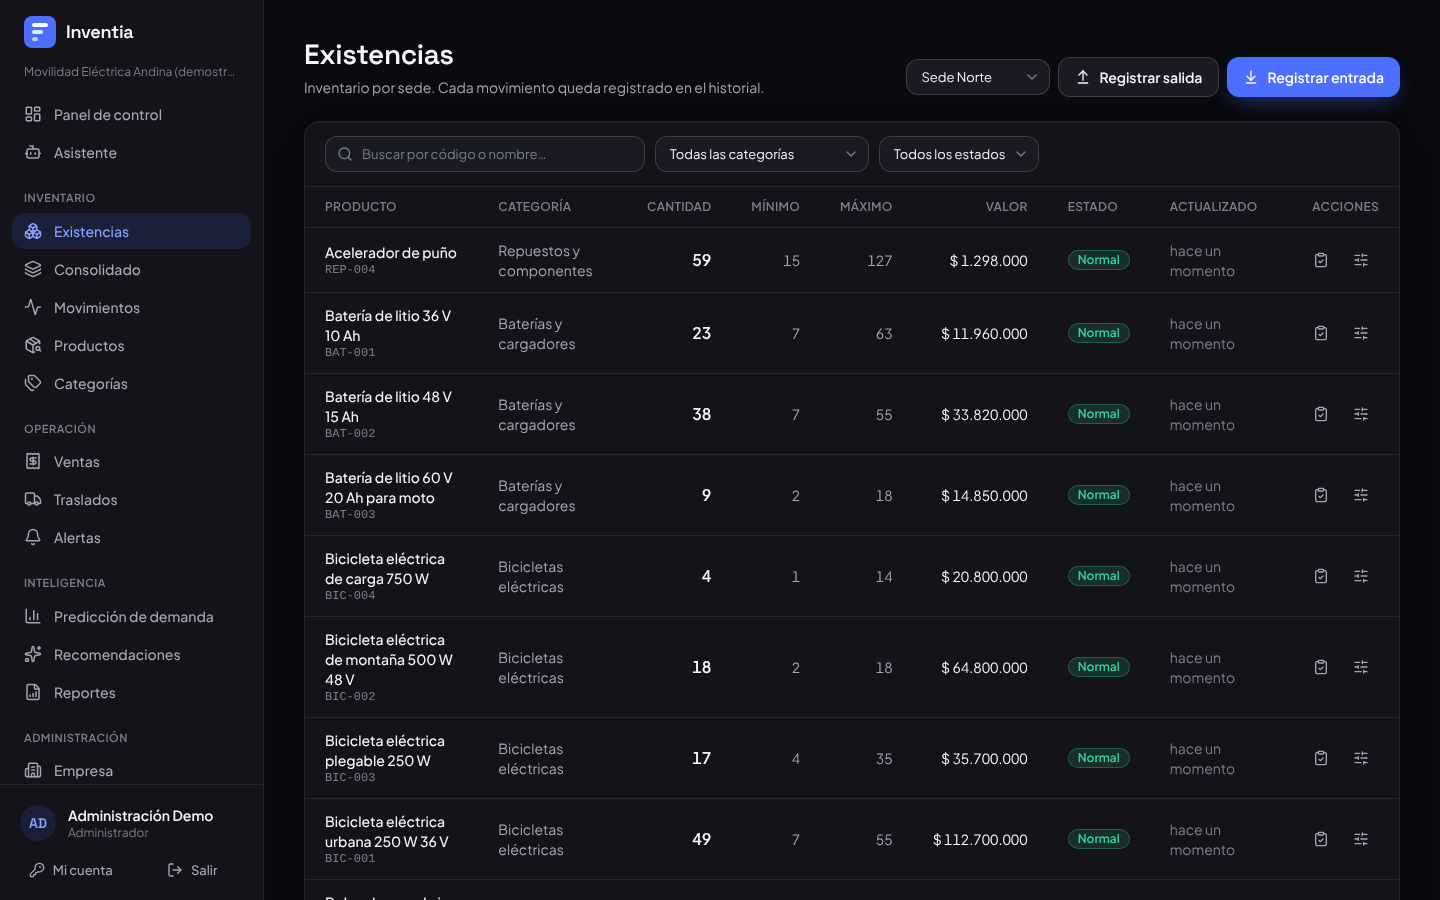 Inventia
Movilidad Eléctrica Andina (demostr…
Panel de control
Asistente
INVENTARIO
Existencias
Consolidado
Movimientos
Productos
Categorías
OPERACIÓN
Ventas
Traslados
Alertas
INTELIGENCIA
Predicción de demanda
Recomendaciones
Reportes
ADMINISTRACIÓN
Empresa
AD
Administración Demo
Administrador
Mi cuenta
Salir
Existencias
Inventario por sede. Cada movimiento queda registrado en el historial.
Sede Norte
Registrar salida
Registrar entrada
Buscar por código o nombre…
Todas las categorías
Todos los estados
PRODUCTO CATEGORÍA CANTIDAD MÍNIMO MÁXIMO VALOR ESTADO ACTUALIZADO ACCIONES
Acelerador de puño
REP-004
Repuestos y
componentes
59 15 127 $ 1.298.000 Normal
hace un
momento
Batería de litio 36 V
10 Ah
BAT-001
Baterías y
cargadores
23 7 63 $ 11.960.000 Normal
hace un
momento
Batería de litio 48 V
15 Ah
BAT-002
Baterías y
cargadores
38 7 55 $ 33.820.000 Normal
hace un
momento
Batería de litio 60 V
20 Ah para moto
BAT-003
Baterías y
cargadores
9 2 18 $ 14.850.000 Normal
hace un
momento
Bicicleta eléctrica
de carga 750 W
BIC-004
Bicicletas
eléctricas
4 1 14 $ 20.800.000 Normal
hace un
momento
Bicicleta eléctrica
de montaña 500 W
48 V
BIC-002
Bicicletas
eléctricas
18 2 18 $ 64.800.000 Normal
hace un
momento
Bicicleta eléctrica
plegable 250 W
BIC-003
Bicicletas
eléctricas
17 4 35 $ 35.700.000 Normal
hace un
momento
Bicicleta eléctrica
urbana 250 W 36 V
BIC-001
Bicicletas
eléctricas
49 7 55 $ 112.700.000 Normal
hace un
momento